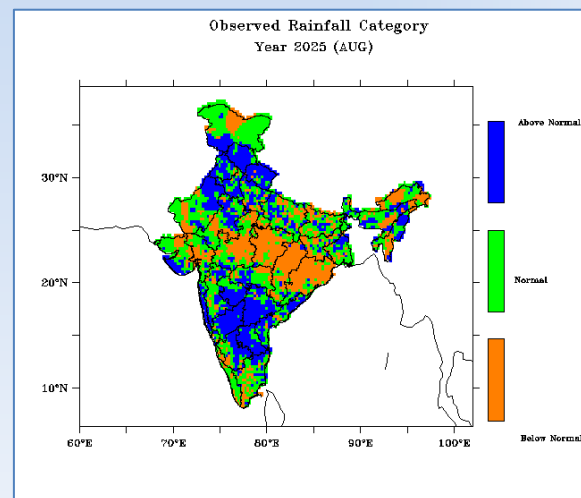 Observed Rainfall Category
Year 2025 (AUG)
Above Normal
30°N
Normal
20°N
10°N
Below Normal
60°E 70°E 80°E 90°E 100°E